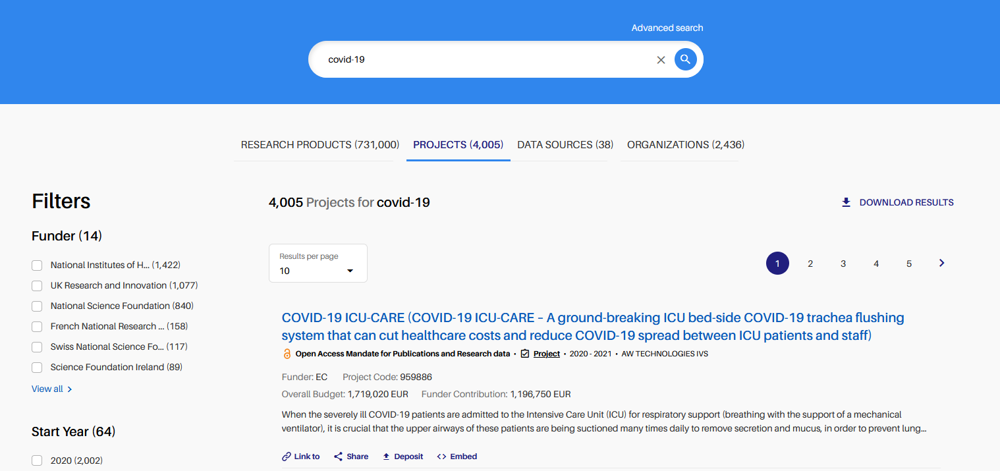 Advanced search
covid-19
RESEARCH PRODUCTS (731,000)
PROJECTS (4,005)
DATA SOURCES (38)
ORGANIZATIONS (2,436)
Filters
Funder (14)
National Institutes of H... (1,422)
UK Research and Innovation (1,077)
National Science Foundation (840)
French National Research ... (158)
Swiss National Science Fo... (117)
Science Foundation Ireland (89)
View all
Start Year (64)
2020 (2,002)
4,005 Projects for covid-19
DOWNLOAD RESULTS
Results per page
10
1 2 3 4 5
COVID-19 ICU-CARE (COVID-19 ICU-CARE – A ground-breaking ICU bed-side COVID-19 trachea flushing
system that can cut healthcare costs and reduce COVID-19 spread between ICU patients and staff)
Open Access Mandate for Publications and Research data • Project • 2020 - 2021 • AW TECHNOLOGIES IVS
Funder: EC Project Code: 959886
Overall Budget: 1,719,020 EUR Funder Contribution: 1,196,750 EUR
When the severely ill COVID-19 patients are admitted to the Intensive Care Unit (ICU) for respiratory support (breathing with the support of a mechanical
ventilator), it is crucial that the upper airways of these patients are being suctioned many times daily to remove secretion and mucus, in order to prevent lung...
Link to Share Deposit Embed